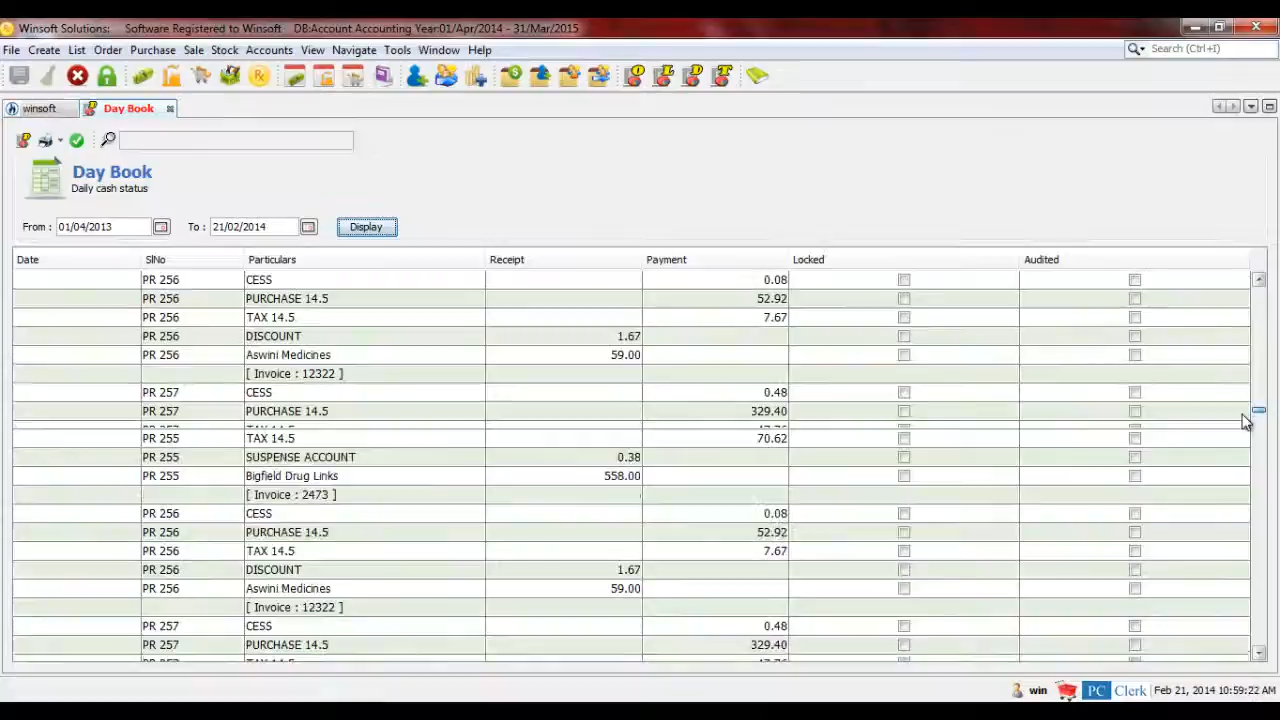 Winsoft Solutions: Software Registered to Winsoft DB:Account Accounting Year01/Apr/2014 - 31/Mar/2015
File Create List Order Purchase Sale Stock Accounts View Navigate Tools Window Help
Search (Ctrl+I)
winsoft Day Book
Day Book
Daily cash status
From : 01/04/2013 To : 21/02/2014 Display
Date SlNo Particulars Receipt Payment Locked Audited
PR 256 CESS 0.08
PR 256 PURCHASE 14.5 52.92
PR 256 TAX 14.5 7.67
PR 256 DISCOUNT 1.67
PR 256 Aswini Medicines 59.00
[ Invoice : 12322 ]
PR 257 CESS 0.48
PR 257 PURCHASE 14.5 329.40
PR 255 TAX 14.5 70.62
PR 255 SUSPENSE ACCOUNT 0.38
PR 255 Bigfield Drug Links 558.00
[ Invoice : 2473 ]
PR 256 CESS 0.08
PR 256 PURCHASE 14.5 52.92
PR 256 TAX 14.5 7.67
PR 256 DISCOUNT 1.67
PR 256 Aswini Medicines 59.00
[ Invoice : 12322 ]
PR 257 CESS 0.48
PR 257 PURCHASE 14.5 329.40
win PC Clerk Feb 21, 2014 10:59:22 AM